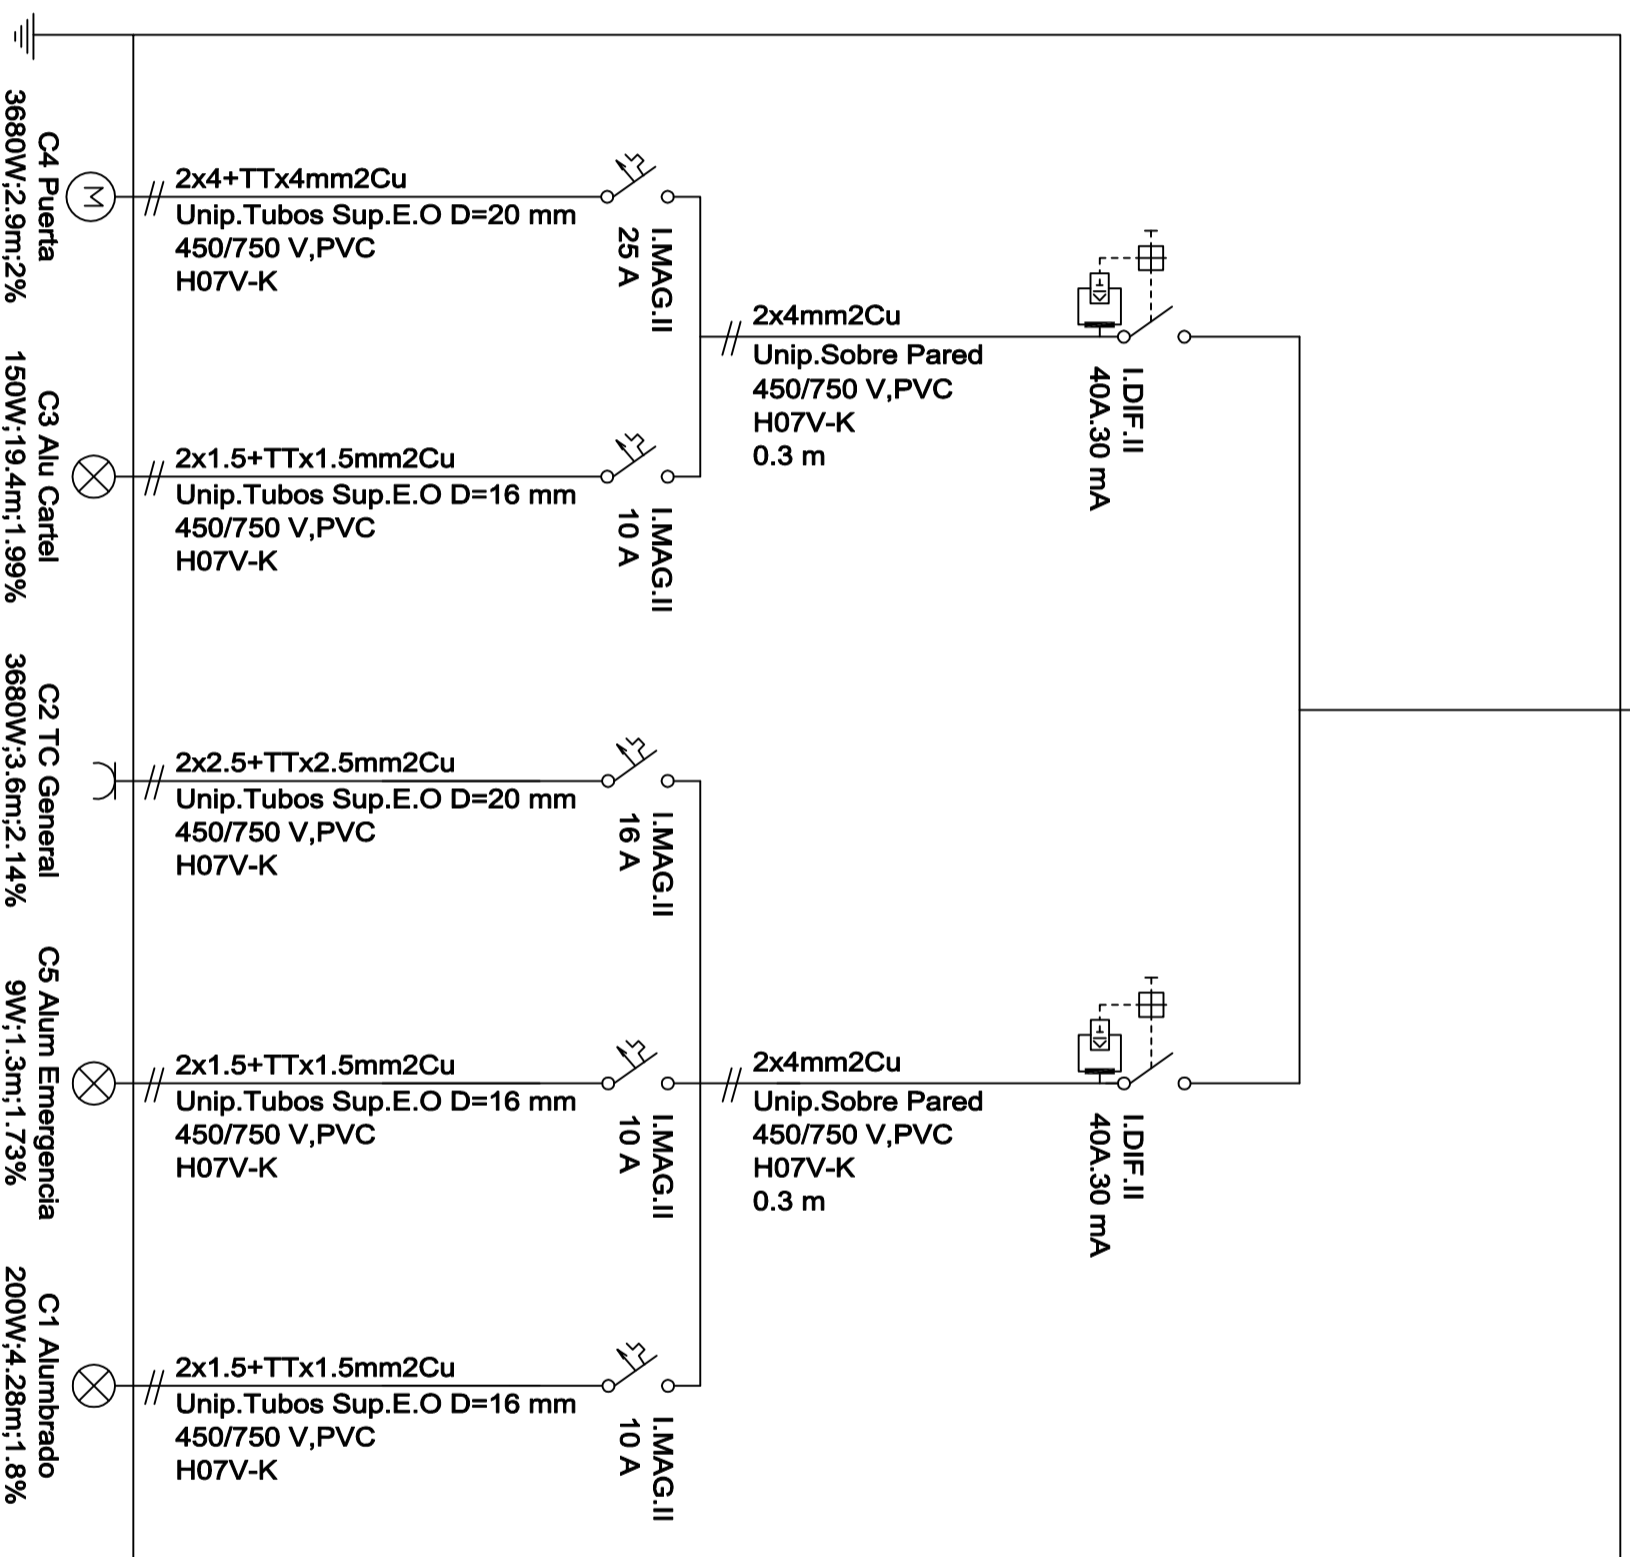 2x4+TTx4mm2Cu
Unip.Tubos Sup.E.O D=20 mm
450/750 V,PVC
H07V-K
I.MAG.II
25 A
C4 Puerta
3680W;2.9m;2%
2x4mm2Cu
Unip.Sobre Pared
450/750 V,PVC
H07V-K
0.3 m
I.DIF.II
40A.30 mA
2x1.5+TTx1.5mm2Cu
Unip.Tubos Sup.E.O D=16 mm
450/750 V,PVC
H07V-K
I.MAG.II
10 A
C3 Alu Cartel
150W;19.4m;1.99%
2x2.5+TTx2.5mm2Cu
Unip.Tubos Sup.E.O D=20 mm
450/750 V,PVC
H07V-K
I.MAG.II
16 A
C2 TC General
3680W;3.6m;2.14%
2x1.5+TTx1.5mm2Cu
Unip.Tubos Sup.E.O D=16 mm
450/750 V,PVC
H07V-K
I.MAG.II
10 A
C5 Alum Emergencia
9W;1.3m;1.73%
2x4mm2Cu
Unip.Sobre Pared
450/750 V,PVC
H07V-K
0.3 m
I.DIF.II
40A.30 mA
2x1.5+TTx1.5mm2Cu
Unip.Tubos Sup.E.O D=16 mm
450/750 V,PVC
H07V-K
I.MAG.II
10 A
C1 Alumbrado
200W;4.28m;1.8%
M